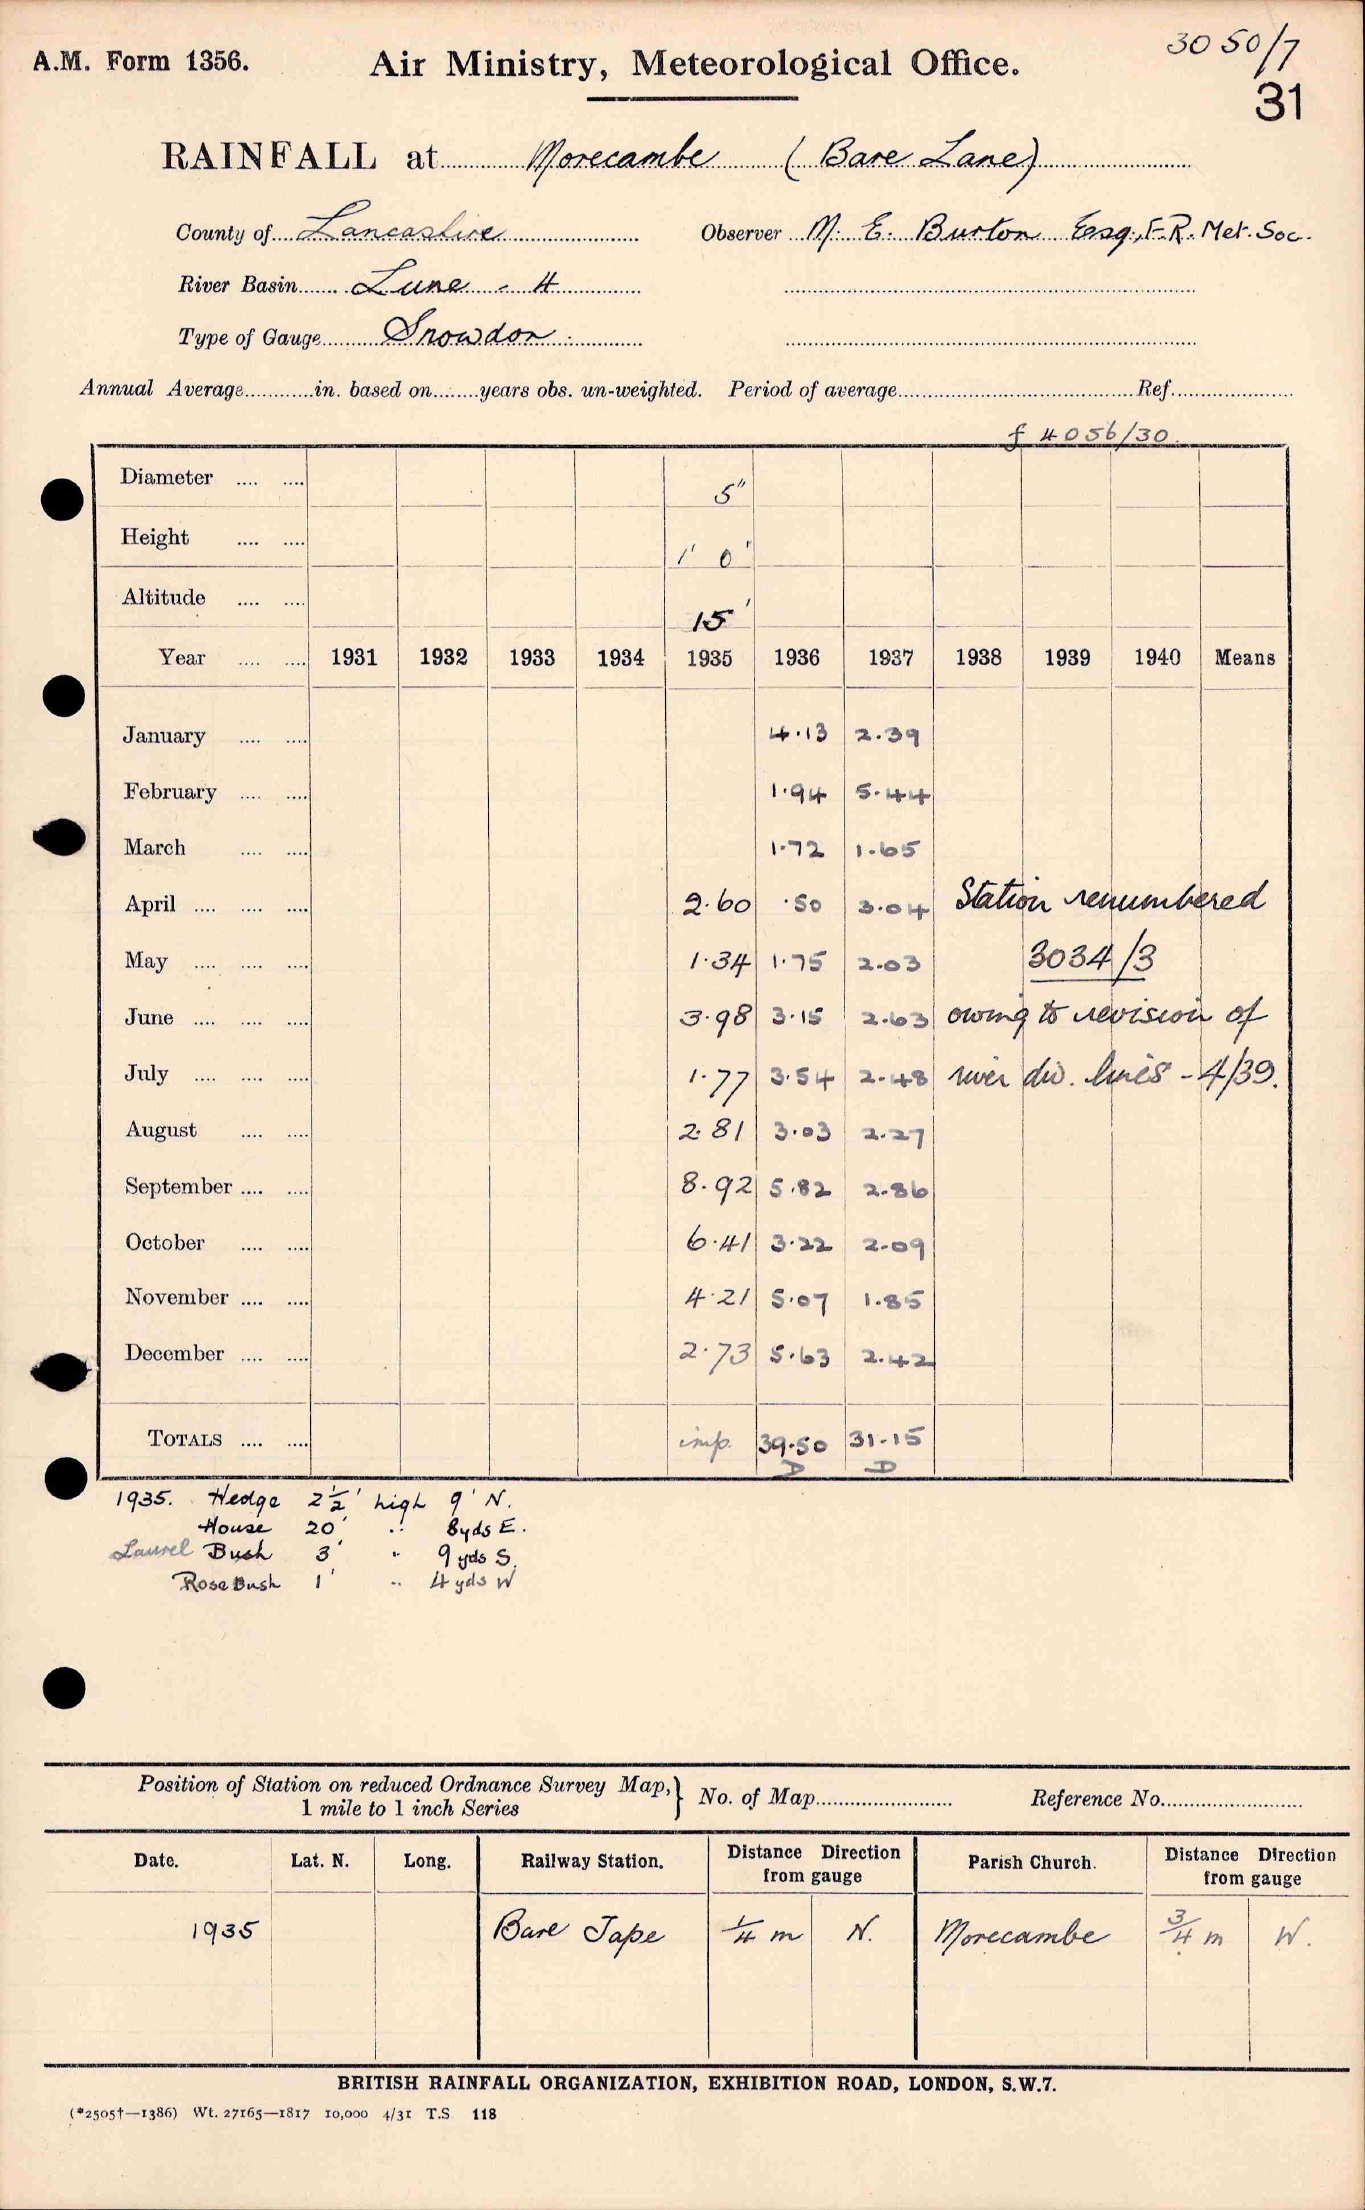 3050/7
A.M. Form 1356. Air Ministry, Meteorological Office.
31
RAINFALL at Morecambe (Bare Lane)
County of Lancashire Observer M. E. Burton Esq., F.R. Met. Soc.
River Basin Lune - 4
Type of Gauge Snowdon
Annual Average in. based on years obs. un-weighted. Period of average Ref.
f 4056/30
Diameter 5"
Height 1' 0"
Altitude 15'
Year 1931 1932 1933 1934 1935 1936 1937 1938 1939 1940 Means
January 4.13 2.39
February 1.94 5.44
March 1.72 1.65
April 2.60 .50 3.04 Station renumbered
May 1.34 1.75 2.03 3034/3
June 3.98 3.15 2.63 owing to revision of
July 1.77 3.54 2.48 river div. lines - 4/39.
August 2.81 3.03 2.27
September 8.92 5.82 2.86
October 6.41 3.22 2.09
November 4.21 5.07 1.85
December 2.73 5.63 2.42
TOTALS imp. 39.50 31.15
D D
1935. Hedge 2½' high 9' N.
House 20' " 8yds E.
Laurel Bush 3' " 9 yds S.
Rose Bush 1' " 4 yds W
Position of Station on reduced Ordnance Survey Map, } No. of Map Reference No.
1 mile to 1 inch Series
Date. Lat. N. Long. Railway Station. Distance Direction from gauge Parish Church. Distance Direction from gauge
1935 Bare Tape ¼ m N. Morecambe ¾ m W.
BRITISH RAINFALL ORGANIZATION, EXHIBITION ROAD, LONDON, S.W.7.
(*2505†—1386) Wt. 27165—1817 10,000 4/31 T.S 118